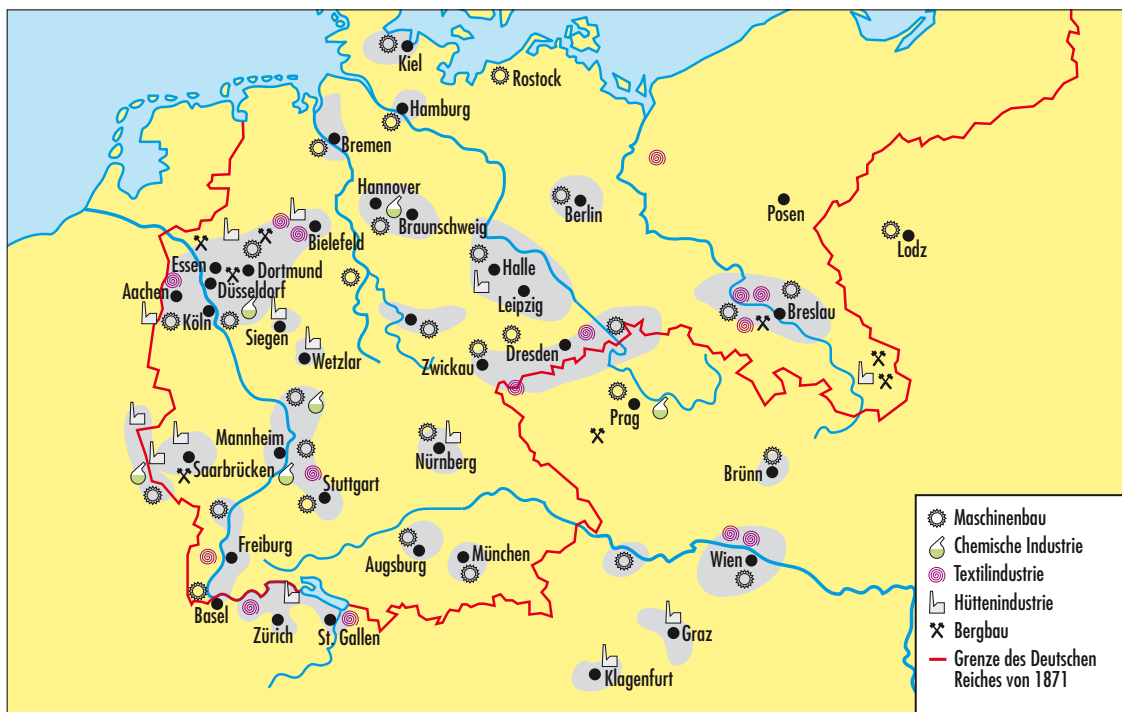 Kiel
Rostock
Hamburg
Bremen
Hannover
Braunschweig
Berlin
Posen
Lodz
Bielefeld
Essen
Dortmund
Düsseldorf
Aachen
Köln
Siegen
Wetzlar
Halle
Leipzig
Breslau
Dresden
Zwickau
Prag
Mannheim
Saarbrücken
Nürnberg
Stuttgart
Brünn
Freiburg
Augsburg
München
Wien
Basel
Zürich
St. Gallen
Graz
Klagenfurt
Maschinenbau
Chemische Industrie
Textilindustrie
Hüttenindustrie
Bergbau
Grenze des Deutschen
Reiches von 1871